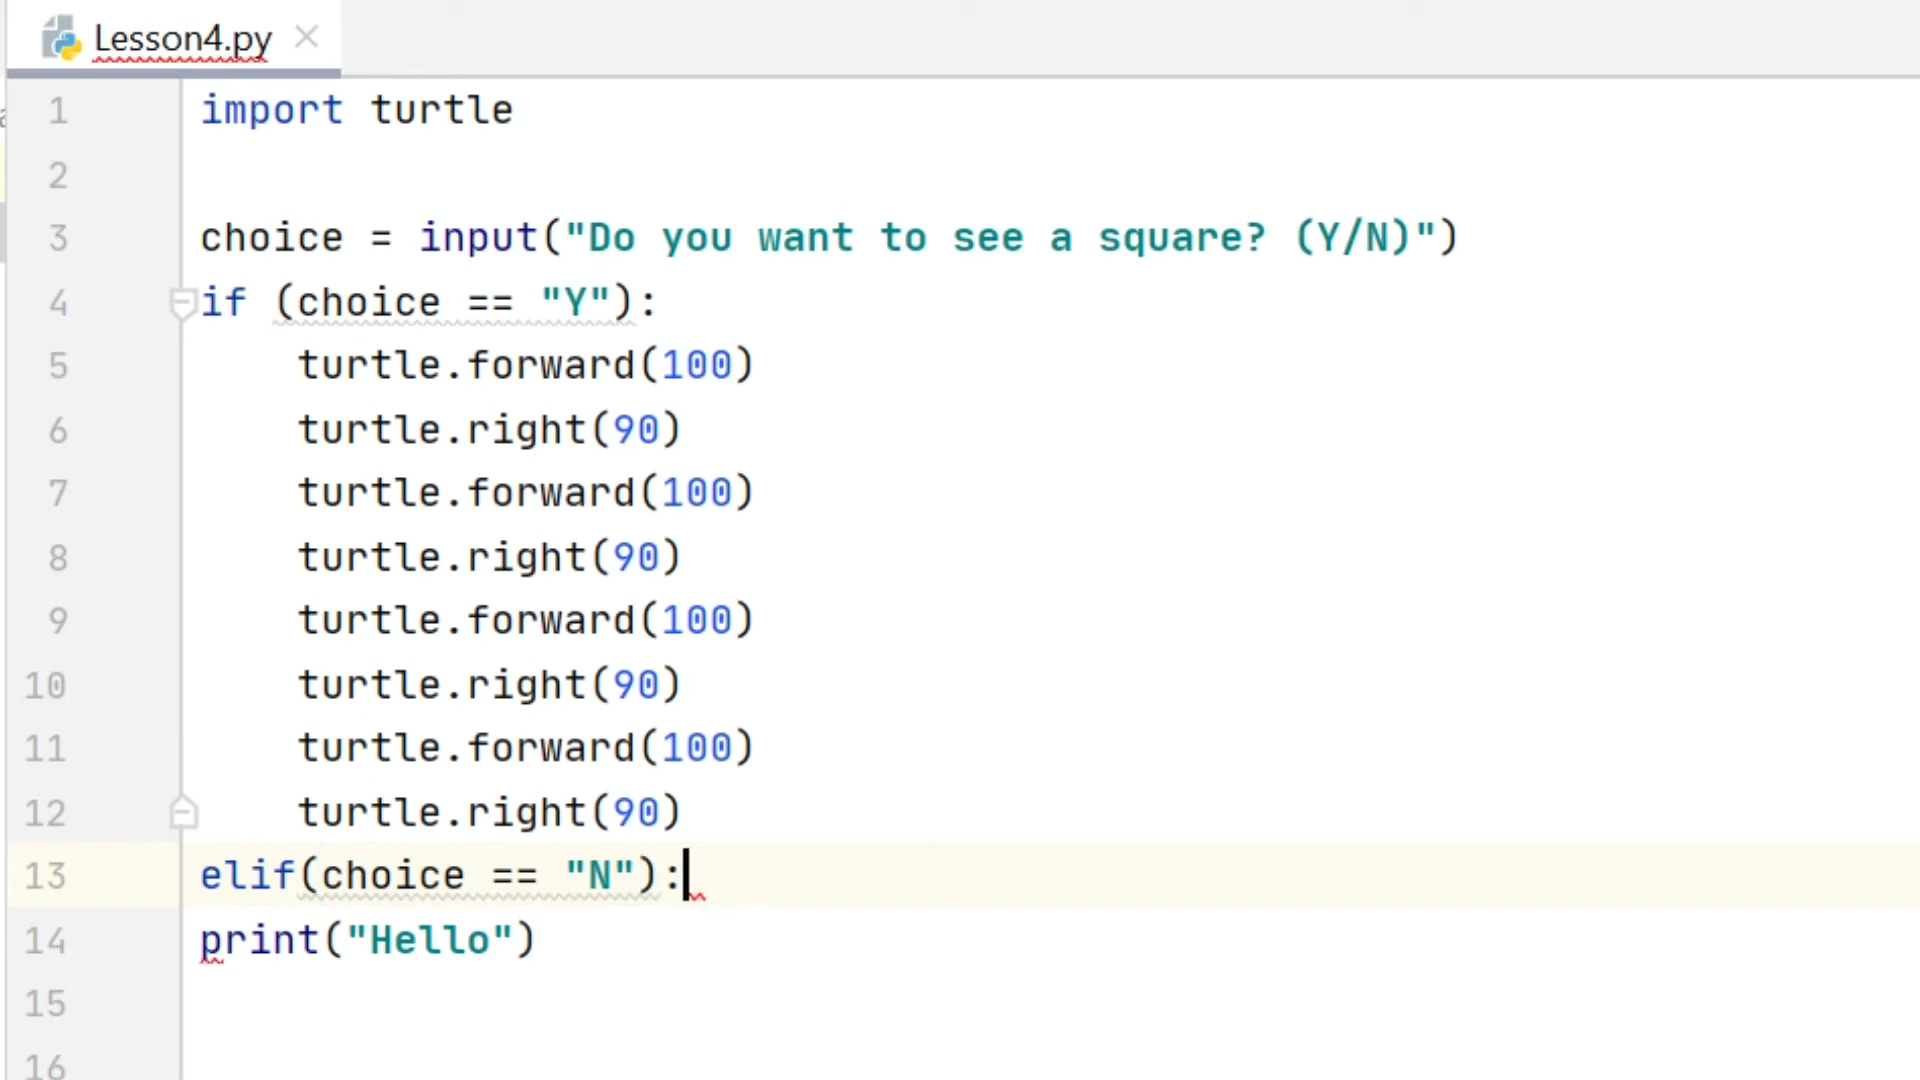 Lesson4.py
1 import turtle
2
3 choice = input("Do you want to see a square? (Y/N)")
4 if (choice == "Y"):
5     turtle.forward(100)
6     turtle.right(90)
7     turtle.forward(100)
8     turtle.right(90)
9     turtle.forward(100)
10     turtle.right(90)
11     turtle.forward(100)
12     turtle.right(90)
13 elif(choice == "N"):
14 print("Hello")
15
16